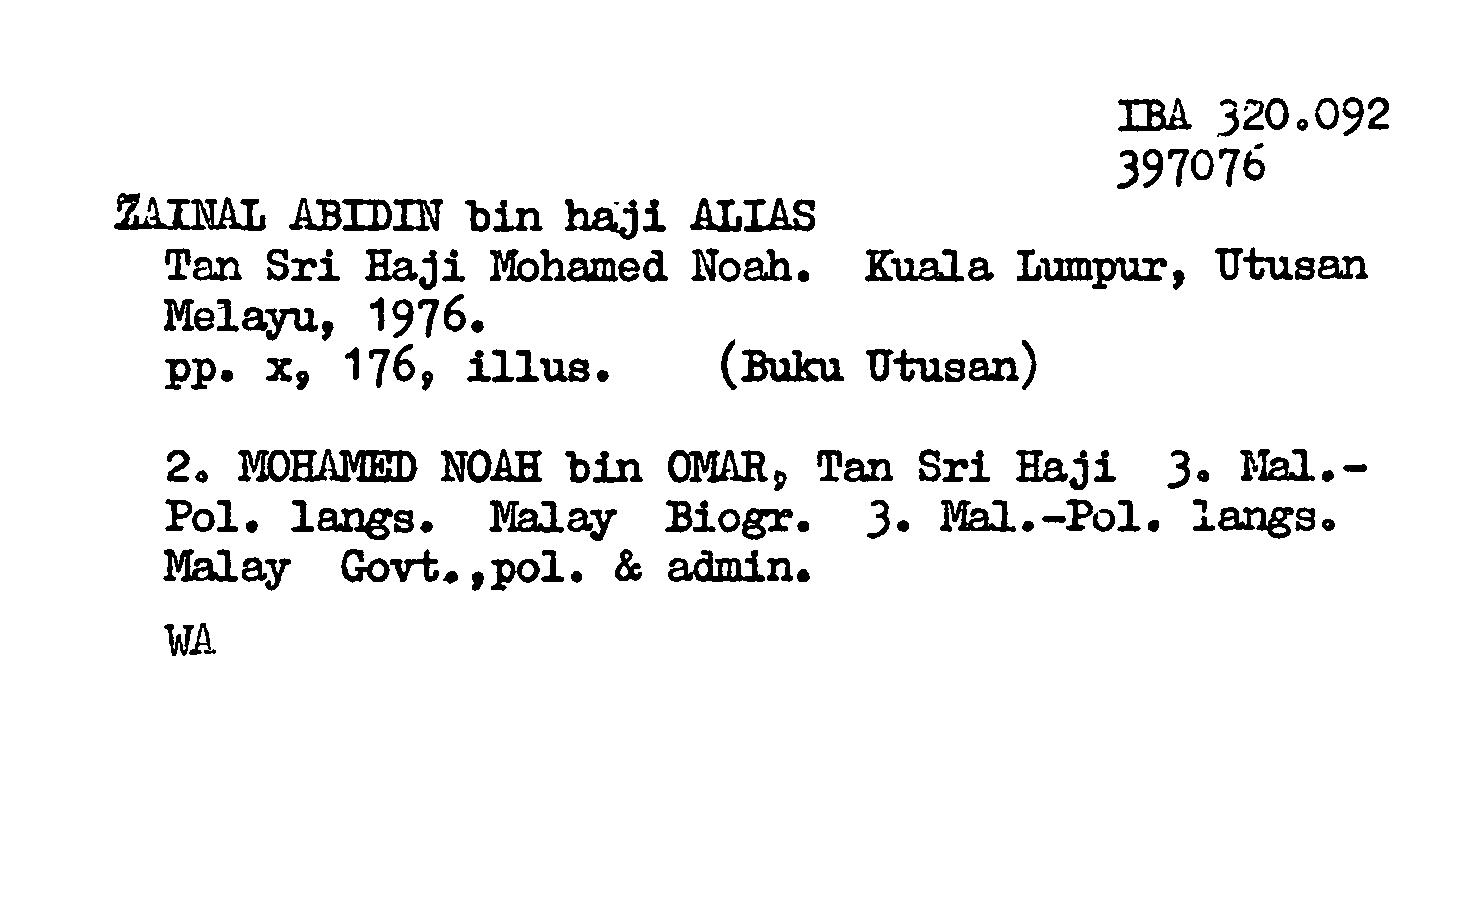 IBA 320.092
397076
ZAINAL ABIDIN bin haji ALIAS
Tan Sri Haji Mohamed Noah. Kuala Lumpur, Utusan
Melayu, 1976.
pp. x, 176, illus. (Buku Utusan)
2. MOHAMED NOAH bin OMAR, Tan Sri Haji 3. Mal.-
Pol. langs. Malay Biogr. 3. Mal.-Pol. langs.
Malay Govt.,pol. & admin.
WA